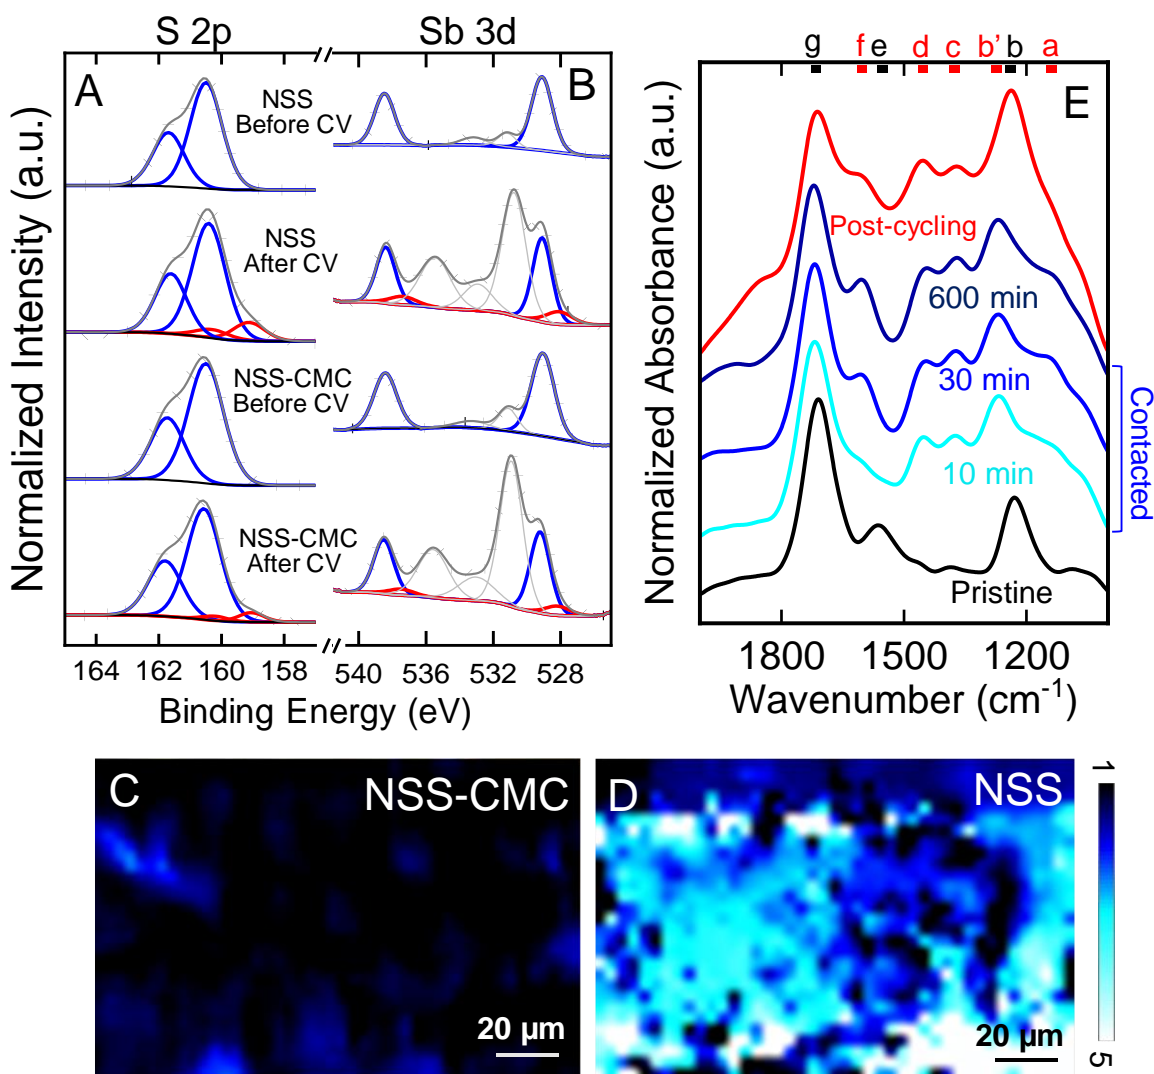 S 2p
Sb 3d
A
B
NSS
Before CV
NSS
After CV
NSS-CMC
Before CV
NSS-CMC
After CV
Normalized Intensity (a.u.)
164
162
160
158
540
536
532
528
Binding Energy (eV)
g
f
e
d
c
b’
b
a
E
Post-cycling
600 min
30 min
10 min
Pristine
Contacted
Normalized Absorbance (a.u.)
1800
1500
1200
Wavenumber (cm⁻¹)
C
NSS-CMC
20 µm
D
NSS
20 µm
1
5